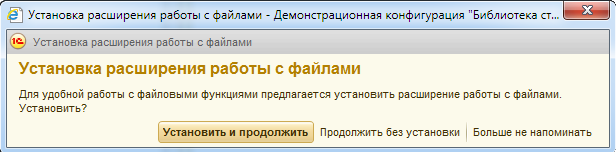 Установка расширения работы с файлами - Демонстрационная конфигурация "Библиотека ст...
1С Установка расширения работы с файлами
Установка расширения работы с файлами
Для удобной работы с файловыми функциями предлагается установить расширение работы с файлами.
Установить?
Установить и продолжить Продолжить без установки Больше не напоминать